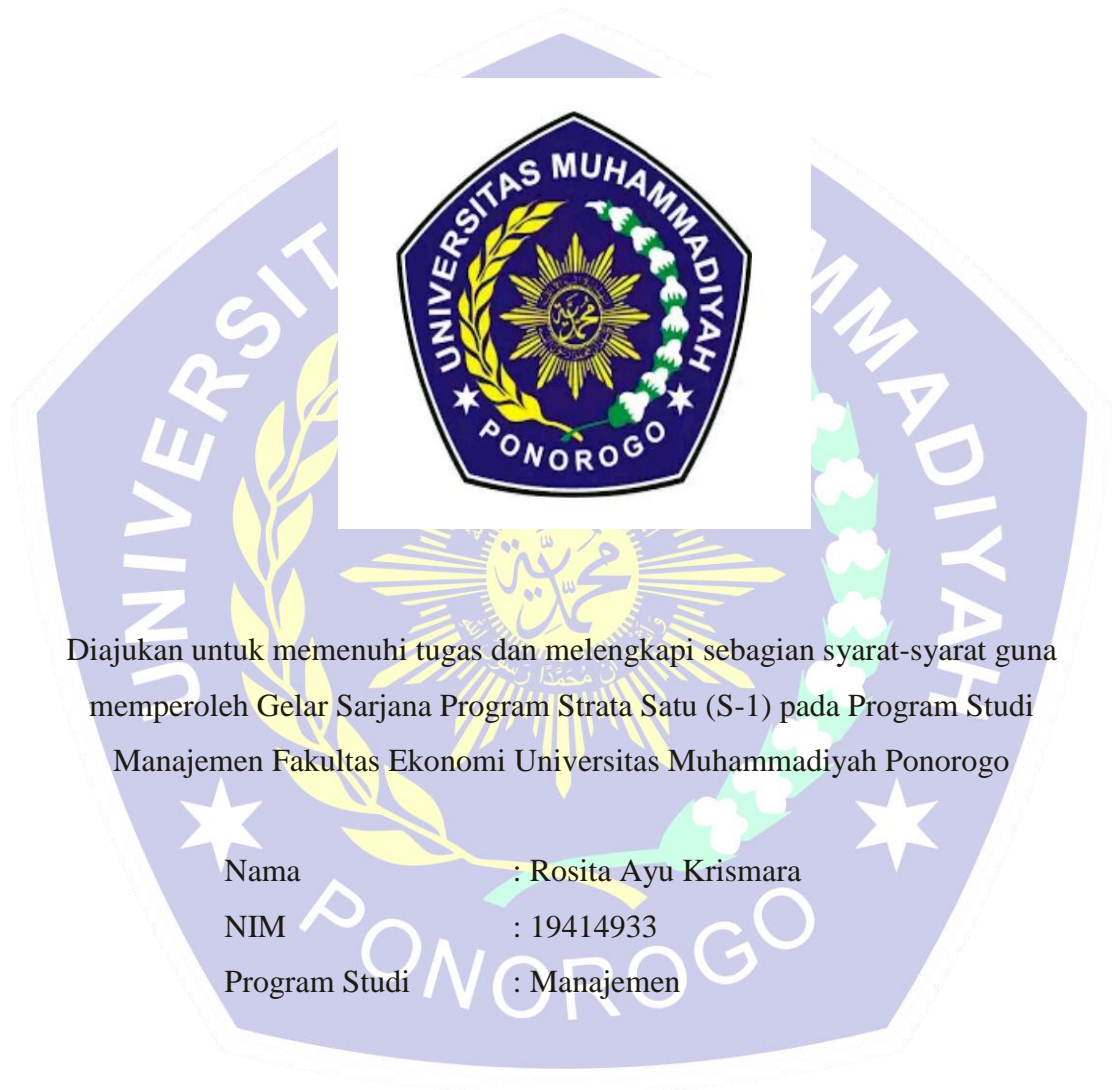 UNIVERSITAS MUHAMMADIYAH
PONOROGO
محمدية
Diajukan untuk memenuhi tugas dan melengkapi sebagian syarat-syarat guna
memperoleh Gelar Sarjana Program Strata Satu (S-1) pada Program Studi
Manajemen Fakultas Ekonomi Universitas Muhammadiyah Ponorogo
Nama : Rosita Ayu Krismara
NIM : 19414933
Program Studi : Manajemen